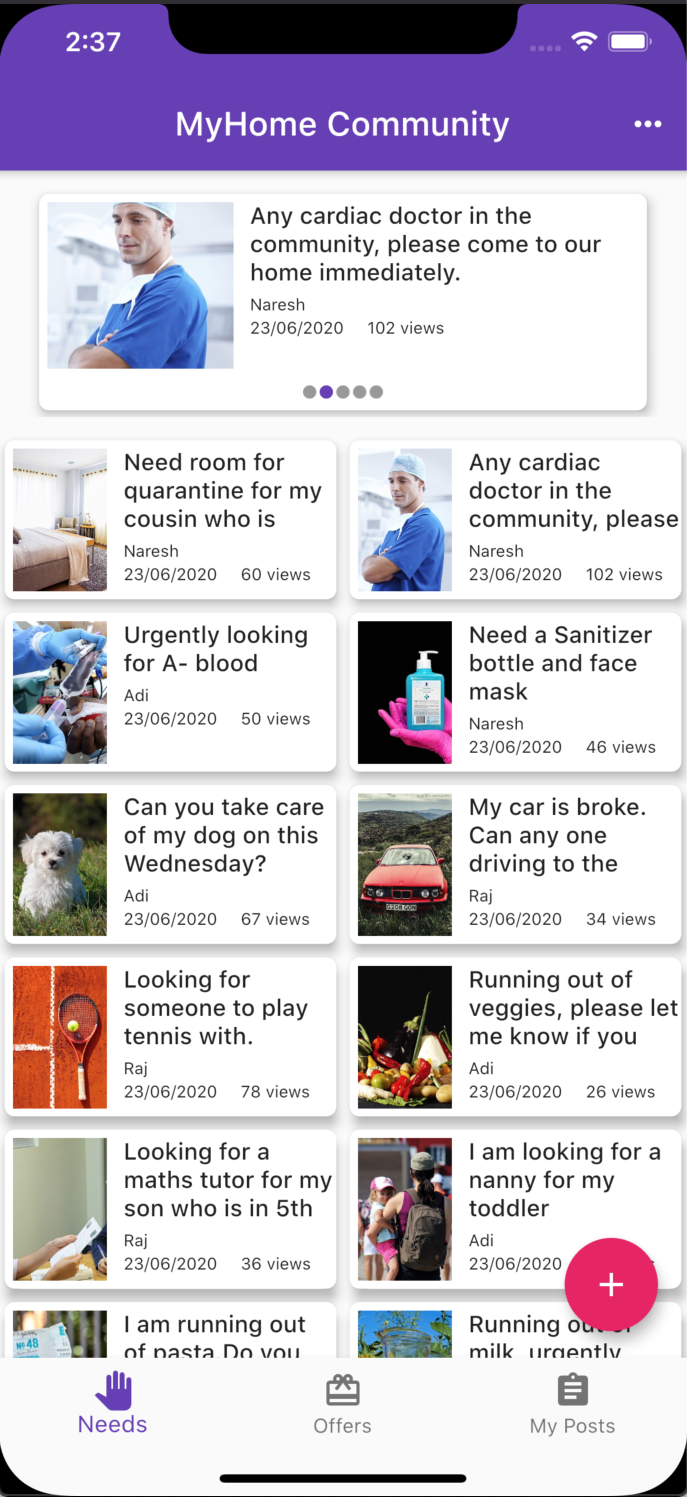 2:37
MyHome Community
Any cardiac doctor in the
community, please come to our
home immediately.
Naresh
23/06/2020 102 views
Need room for
quarantine for my
cousin who is
Naresh
23/06/2020 60 views
Any cardiac
doctor in the
community, please
Naresh
23/06/2020 102 views
Urgently looking
for A- blood
Adi
23/06/2020 50 views
Need a Sanitizer
bottle and face
mask
Naresh
23/06/2020 46 views
Can you take care
of my dog on this
Wednesday?
Adi
23/06/2020 67 views
My car is broke.
Can any one
driving to the
Raj
23/06/2020 34 views
Looking for
someone to play
tennis with.
Raj
23/06/2020 78 views
Running out of
veggies, please let
me know if you
Adi
23/06/2020 26 views
Looking for a
maths tutor for my
son who is in 5th
Raj
23/06/2020 36 views
I am looking for a
nanny for my
toddler
Adi
23/06/2020
I am running out
of pasta Do you
Nº 48
Running out of
milk, urgently
Needs
Offers
My Posts